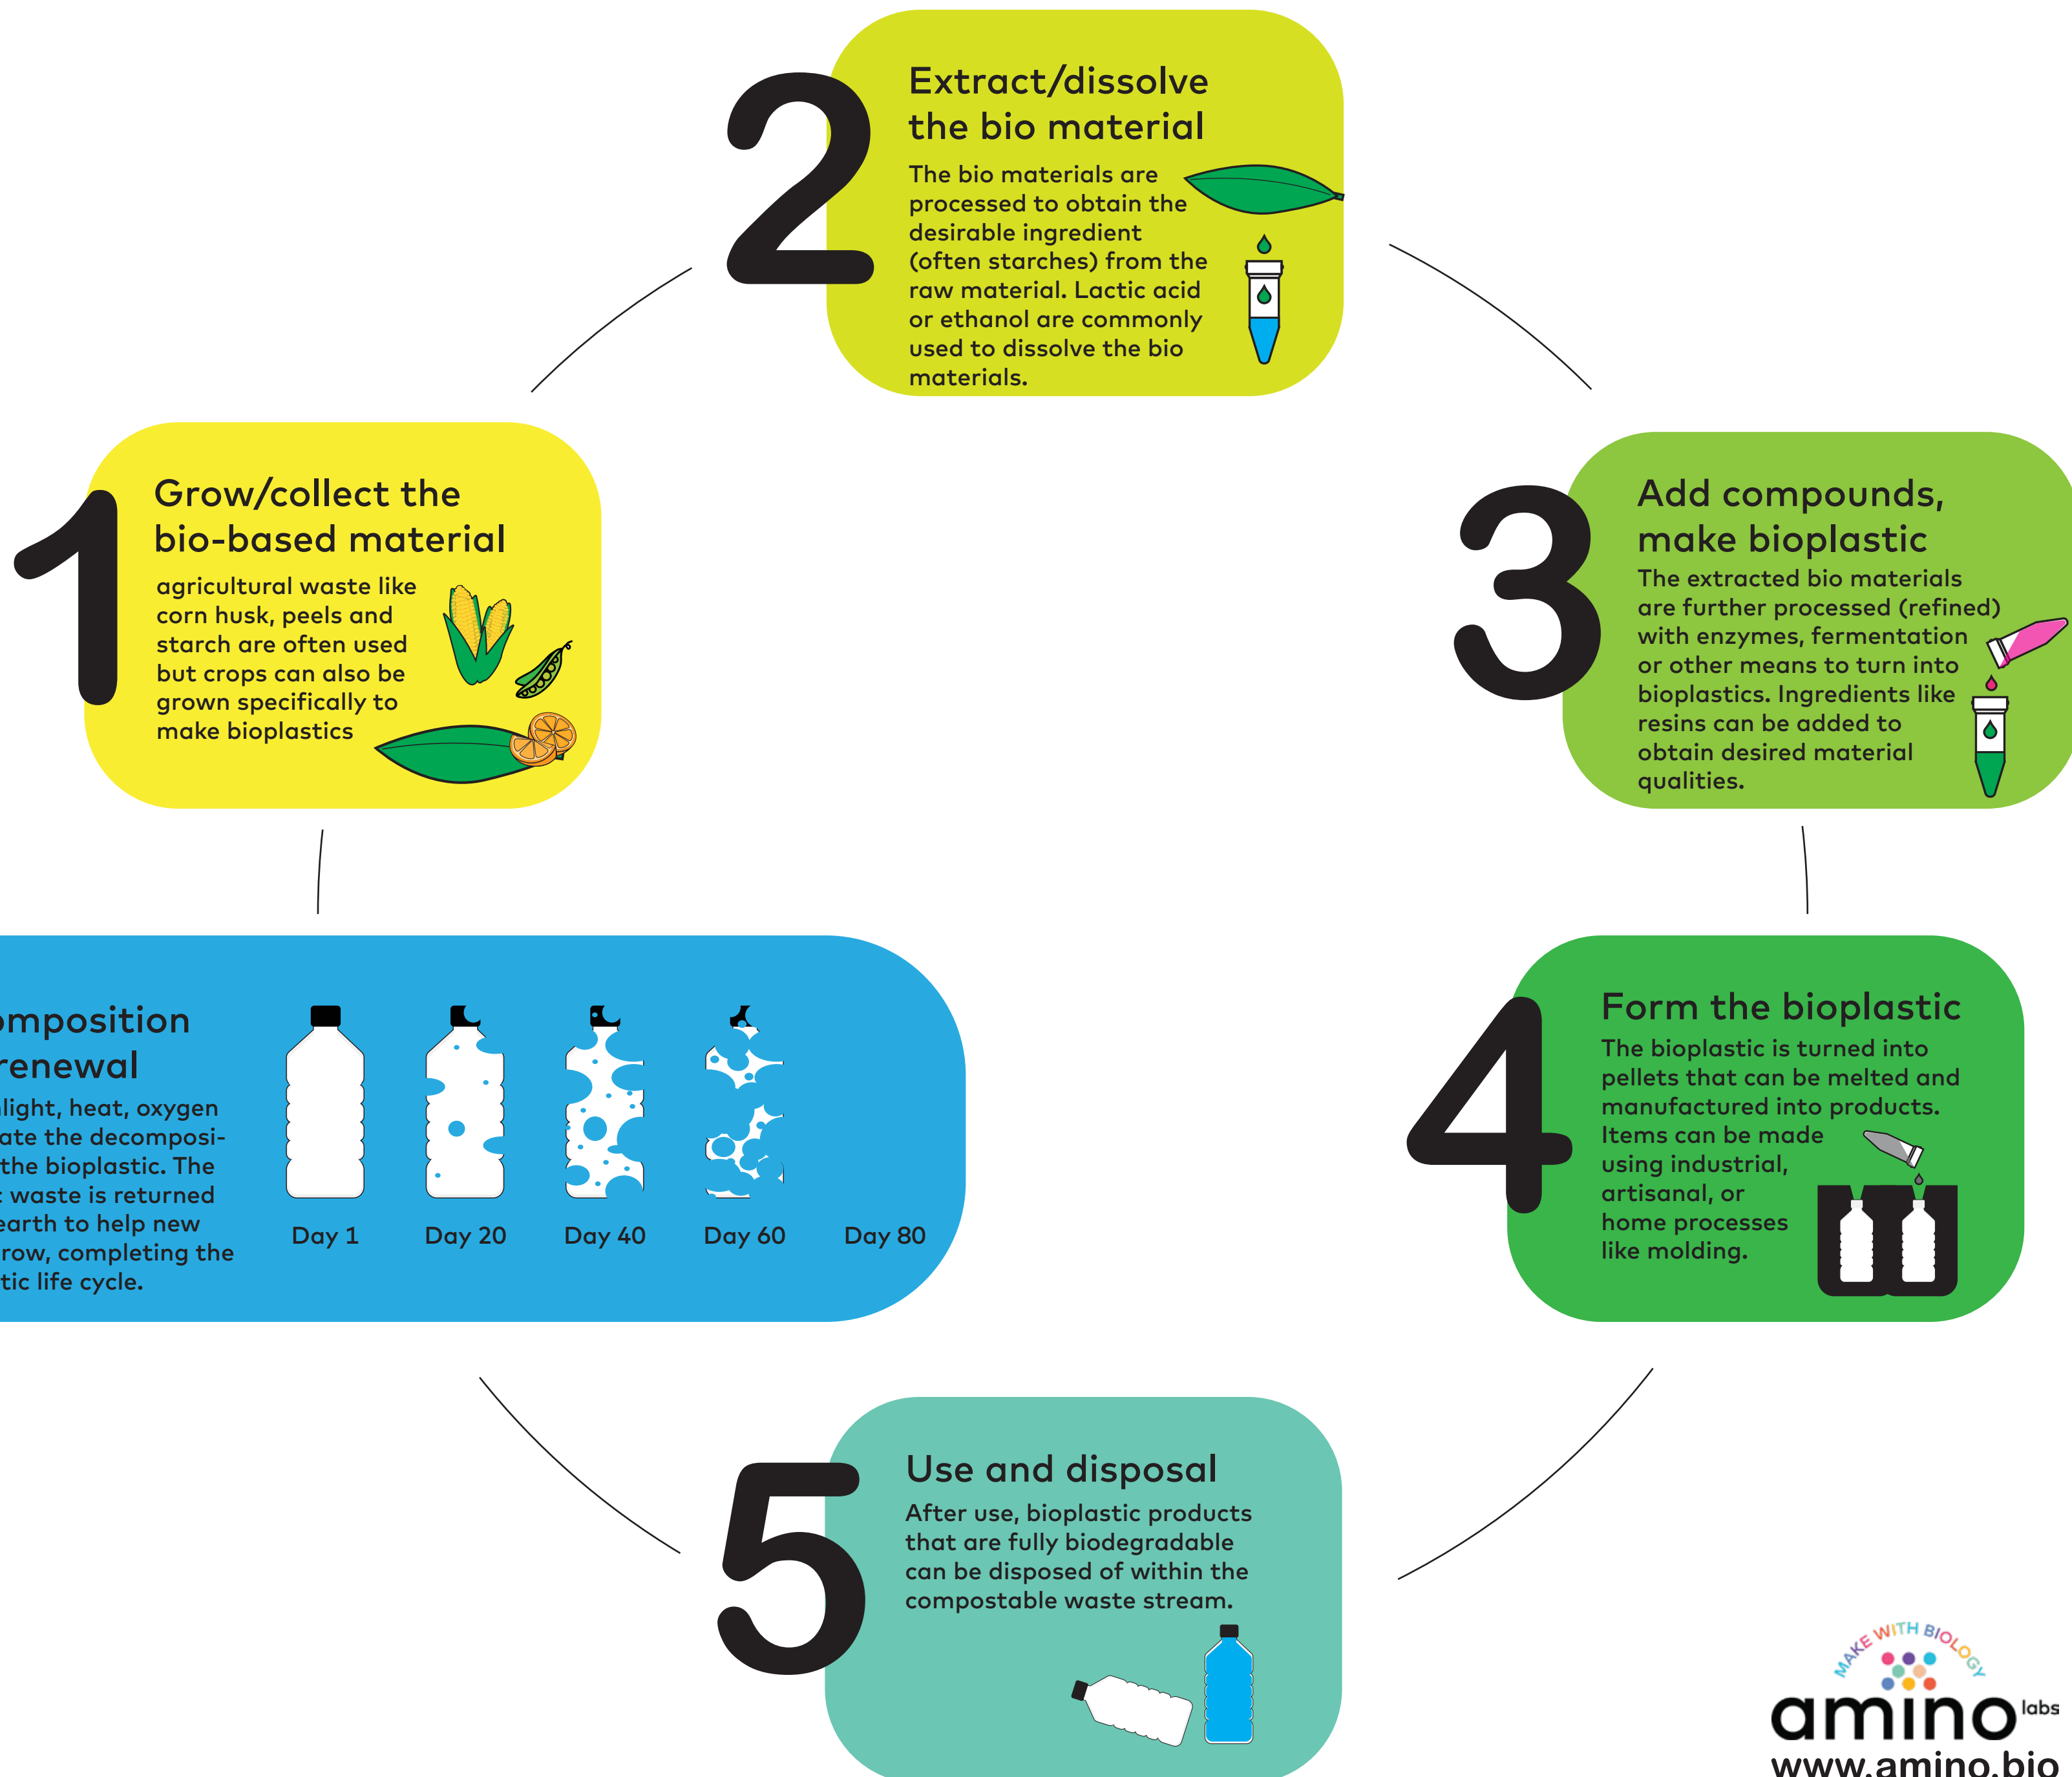 1
Grow/collect the
bio-based material
agricultural waste like
corn husk, peels and
starch are often used
but crops can also be
grown specifically to
make bioplastics
2
Extract/dissolve
the bio material
The bio materials are
processed to obtain the
desirable ingredient
(often starches) from the
raw material. Lactic acid
or ethanol are commonly
used to dissolve the bio
materials.
3
Add compounds,
make bioplastic
The extracted bio materials
are further processed (refined)
with enzymes, fermentation
or other means to turn into
bioplastics. Ingredients like
resins can be added to
obtain desired material
qualities.
4
Form the bioplastic
The bioplastic is turned into
pellets that can be melted and
manufactured into products.
Items can be made
using industrial,
artisanal, or
home processes
like molding.
5
Use and disposal
After use, bioplastic products
that are fully biodegradable
can be disposed of within the
compostable waste stream.
omposition
renewal
light, heat, oxygen
ate the decomposi-
the bioplastic. The
waste is returned
earth to help new
row, completing the
tic life cycle.
Day 1 Day 20 Day 40 Day 60 Day 80
MAKE WITH BIOLOGY
amino labs
www.amino.bio